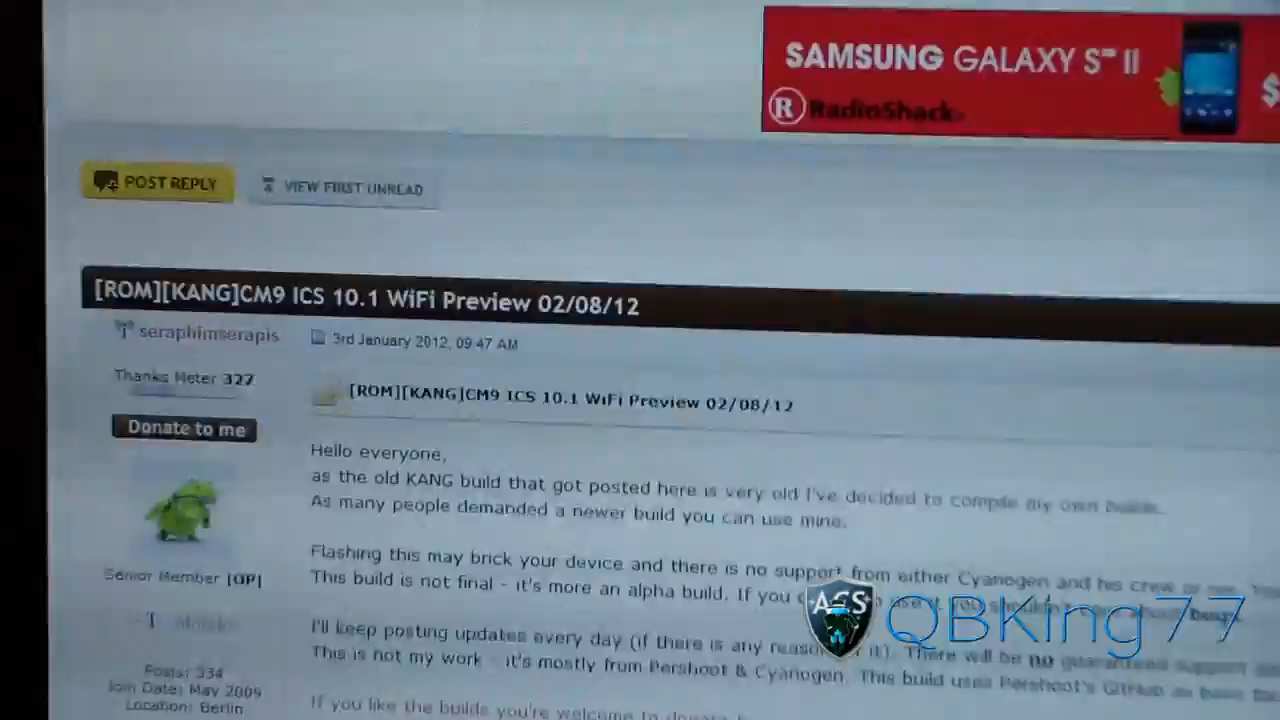 SAMSUNG GALAXY S™ II
R RadioShack
$
POST REPLY
VIEW FIRST UNREAD
[ROM][KANG]CM9 ICS 10.1 WiFi Preview 02/08/12
seraphimserapis
3rd January 2012, 09:47 AM
Thanks Meter 327
[ROM][KANG]CM9 ICS 10.1 WiFi Preview 02/08/12
Donate to me
Hello everyone,
as the old KANG build that got posted here is very old I've decided to compile my own builds.
As many people demanded a newer build you can use mine.
Flashing this may brick your device and there is no support from either Cyanogen and his crew or
Senior Member [OP]
This build is not final - it's more an alpha build. If you
bugs
ACS
QBKing77
I'll keep posting updates every day (if there is any reason it). There will be no guaranteed support
This is not my work - it's mostly from Pershoot & Cyanogen. This build uses Pershoot's GitHub as base
Posts: 334
Join Date: May 2009
Location: Berlin
If you like the builds you're welcome to donate